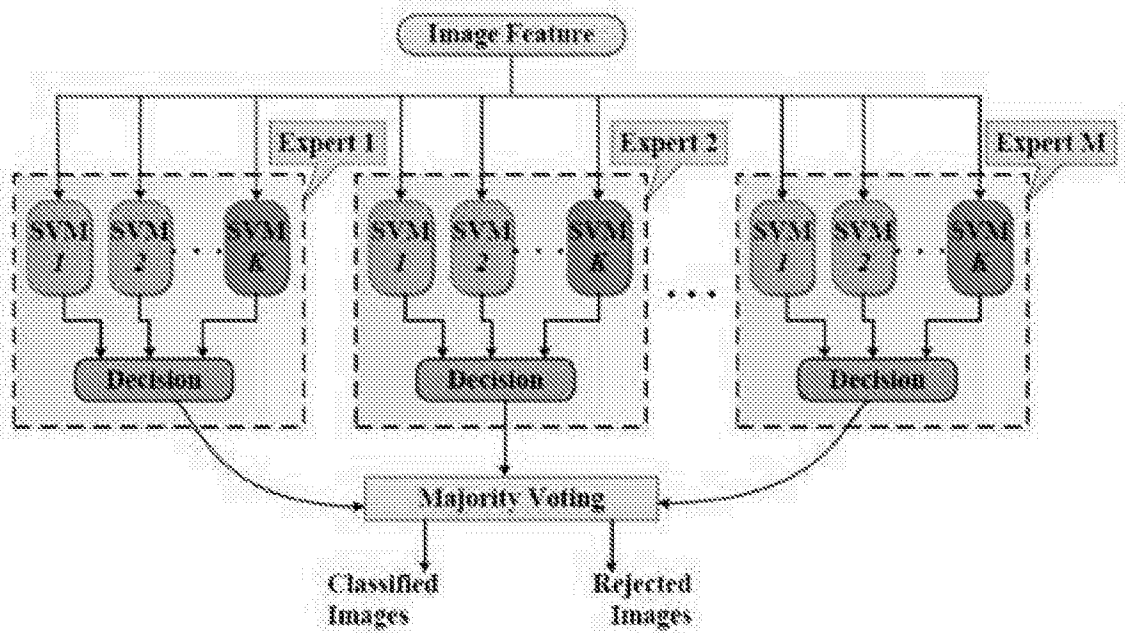 Image Feature
Expert 1
Expert 2
Expert M
SVM
1
SVM
2
. . .
SVM
K
SVM
1
SVM
2
. . .
SVM
K
. . .
SVM
1
SVM
2
. . .
SVM
K
Decision
Decision
Decision
Majority Voting
Classified
Images
Rejected
Images